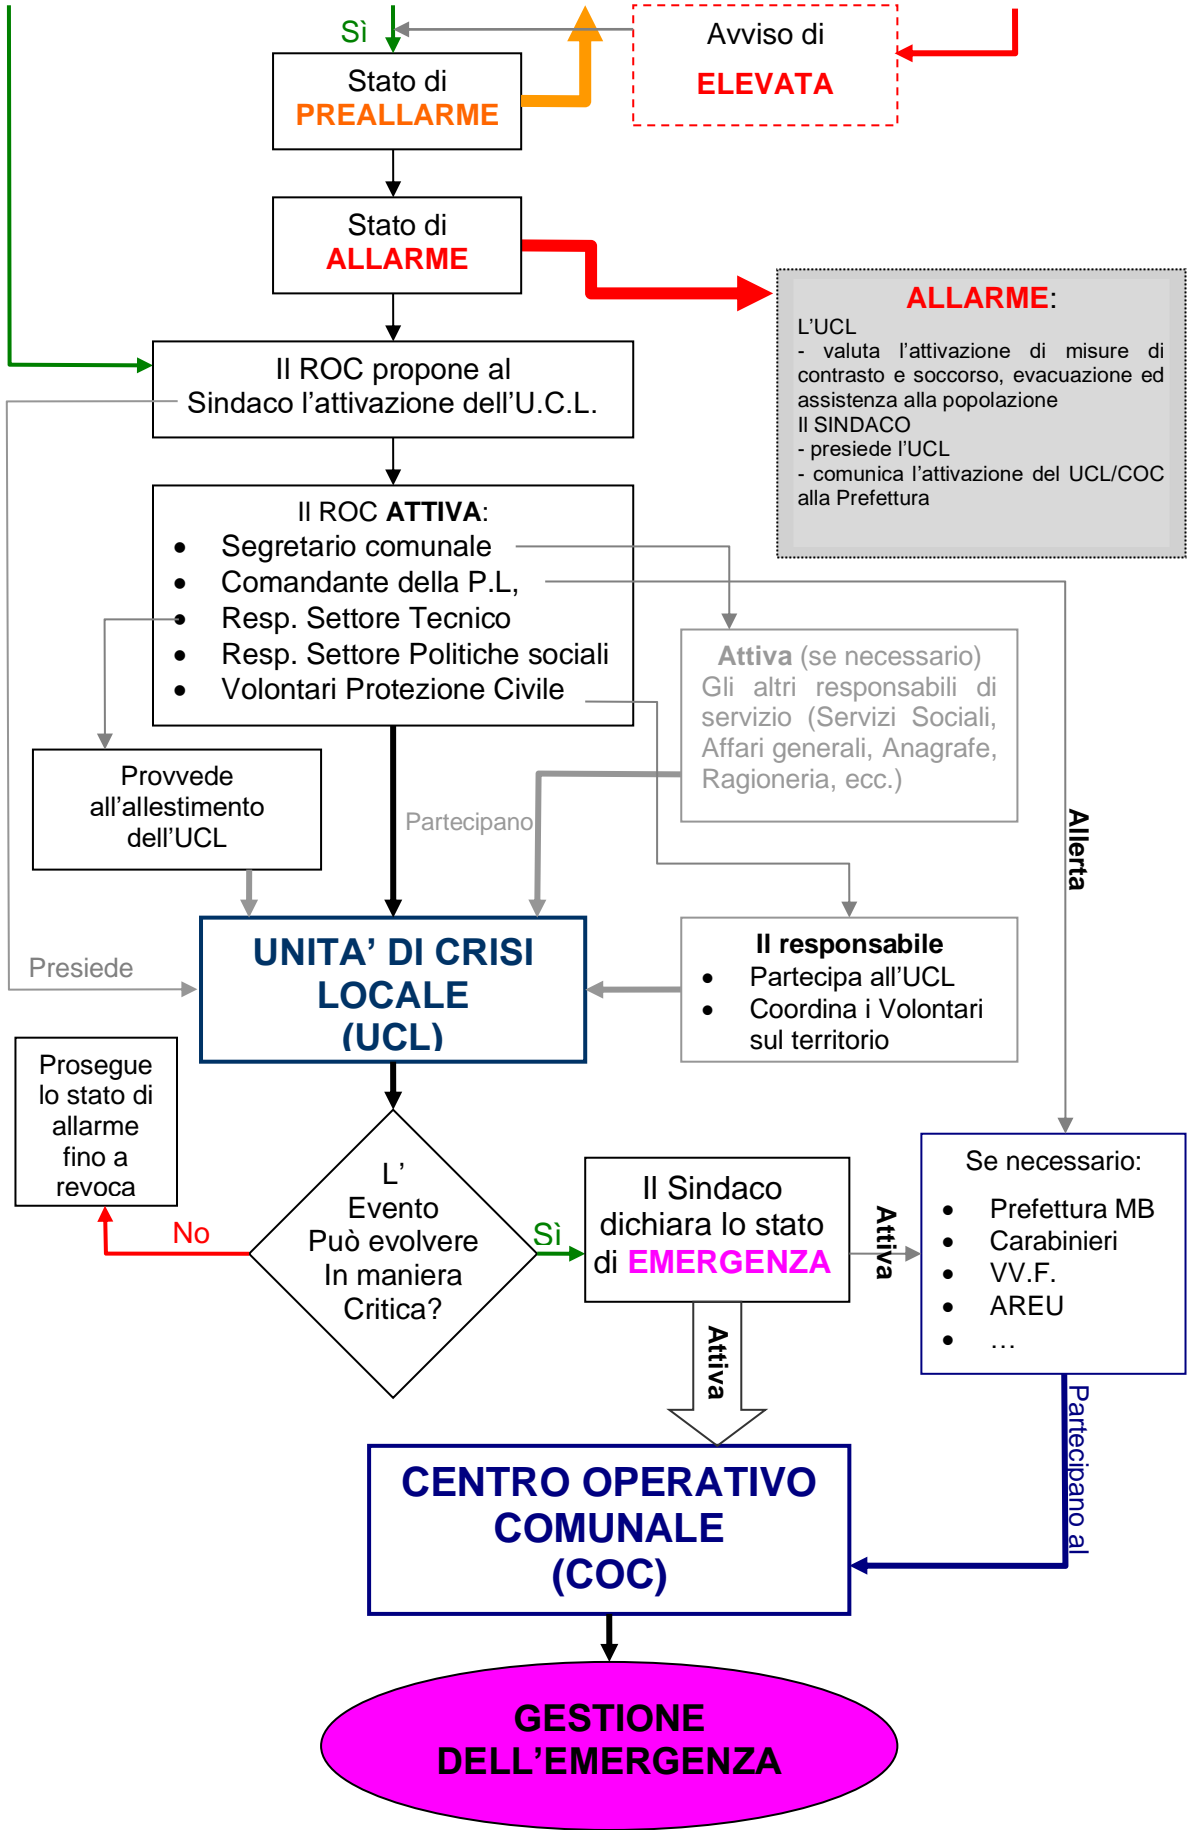 Sì
Avviso di
ELEVATA
Stato di
PREALLARME
Stato di
ALLARME
ALLARME:
L'UCL
- valuta l'attivazione di misure di
contrasto e soccorso, evacuazione ed
assistenza alla popolazione
Il SINDACO
- presiede l'UCL
- comunica l'attivazione del UCL/COC
alla Prefettura
Il ROC propone al
Sindaco l'attivazione dell'U.C.L.
Il ROC ATTIVA:
• Segretario comunale
• Comandante della P.L,
• Resp. Settore Tecnico
• Resp. Settore Politiche sociali
• Volontari Protezione Civile
Attiva (se necessario)
Gli altri responsabili di
servizio (Servizi Sociali,
Affari generali, Anagrafe,
Ragioneria, ecc.)
Provvede
all'allestimento
dell'UCL
Partecipano
Allerta
UNITA' DI CRISI
LOCALE
(UCL)
Presiede
Il responsabile
• Partecipa all'UCL
• Coordina i Volontari
sul territorio
Prosegue
lo stato di
allarme
fino a
revoca
No
L'
Evento
Può evolvere
In maniera
Critica?
Sì
Il Sindaco
dichiara lo stato
di EMERGENZA
Attiva
Se necessario:
• Prefettura MB
• Carabinieri
• VV.F.
• AREU
• …
Attiva
Partecipano al
CENTRO OPERATIVO
COMUNALE
(COC)
GESTIONE
DELL'EMERGENZA